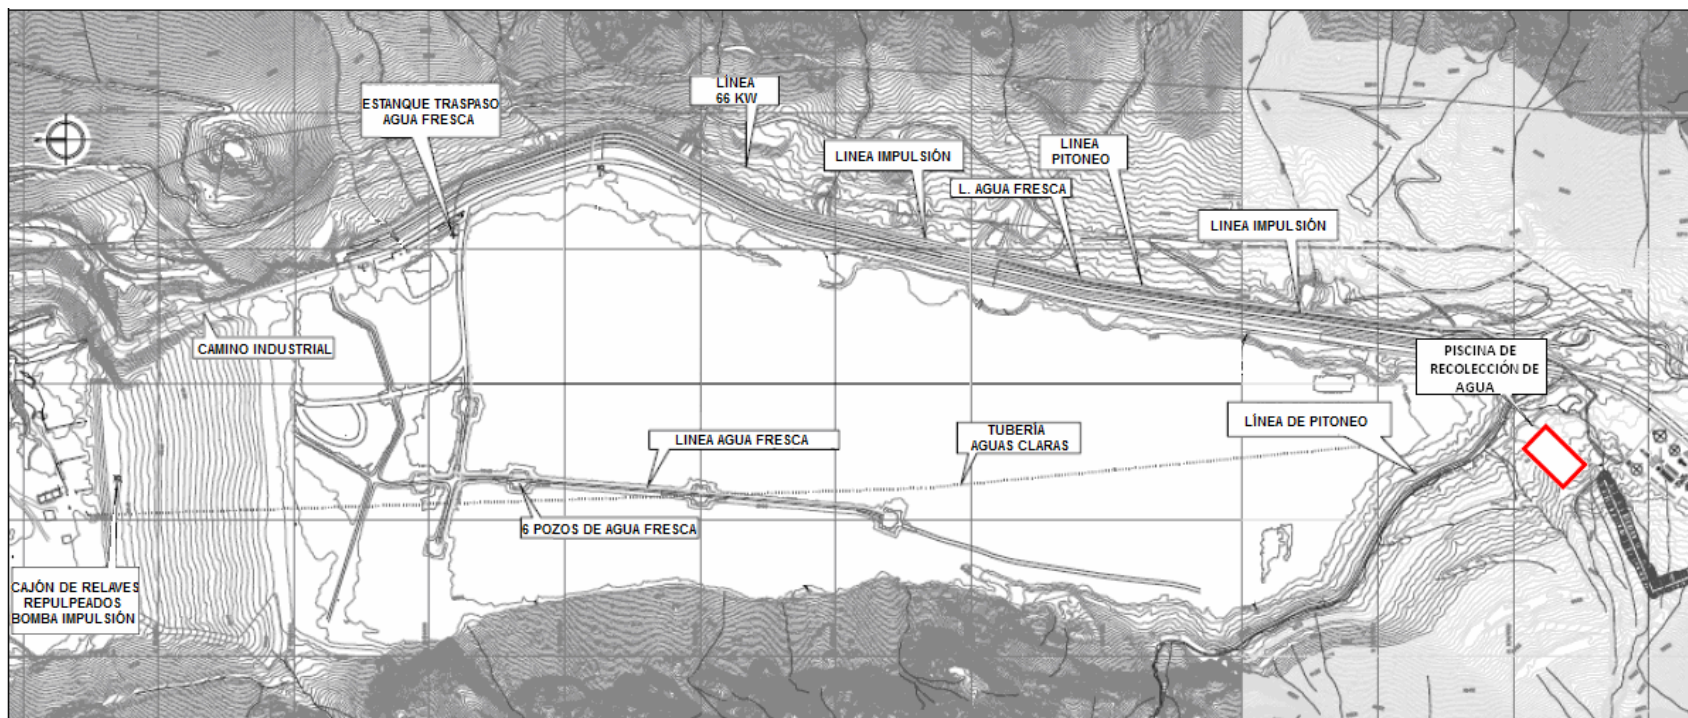 LÍNEA
66 KW
ESTANQUE TRASPASO
AGUA FRESCA
LINEA IMPULSIÓN
LINEA
PITONEO
L. AGUA FRESCA
LINEA IMPULSIÓN
CAMINO INDUSTRIAL
PISCINA DE
RECOLECCIÓN DE
AGUA
LÍNEA DE PITONEO
TUBERÍA
AGUAS CLARAS
LINEA AGUA FRESCA
6 POZOS DE AGUA FRESCA
CAJÓN DE RELAVES
REPULPEADOS
BOMBA IMPULSIÓN